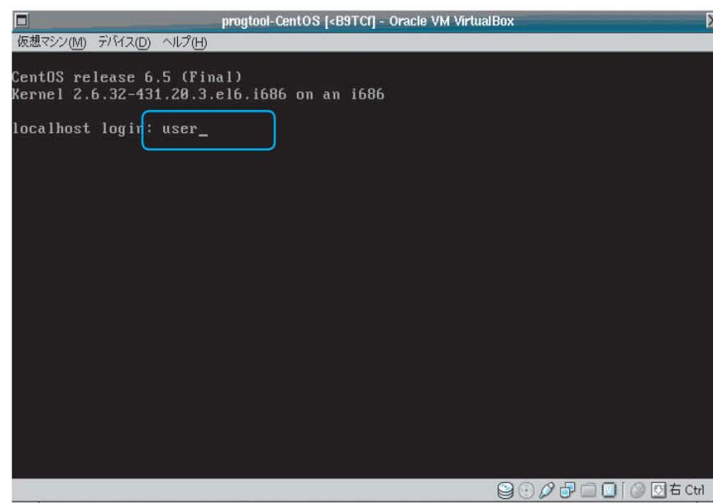 progtool-CentOS [<B9TCf] - Oracle VM VirtualBox
仮想マシン(M) デバイス(D) ヘルプ(H)
CentOS release 6.5 (Final)
Kernel 2.6.32-431.20.3.el6.i686 on an i686
localhost login: user_
右 Ctrl